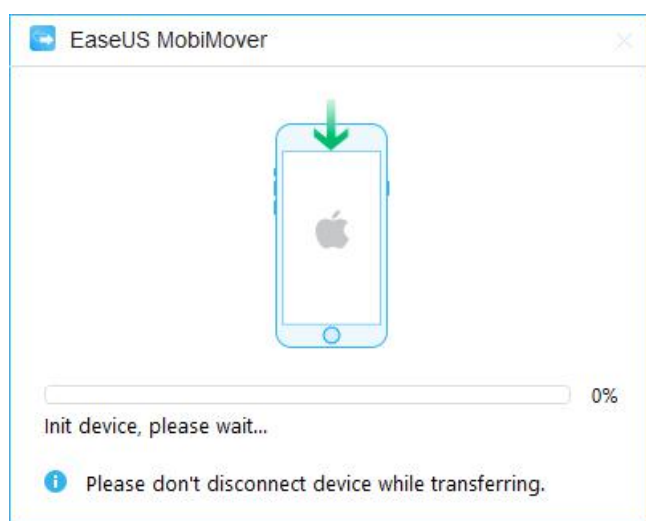 EaseUS MobiMover
0%
Init device, please wait...
Please don't disconnect device while transferring.